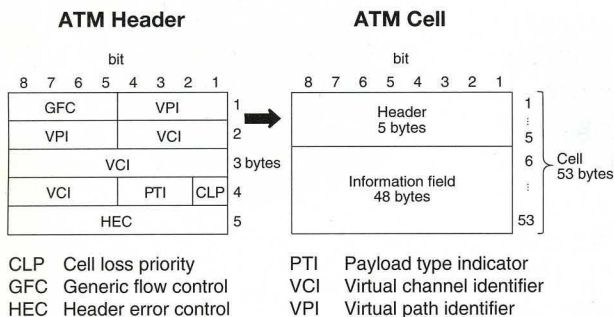 ATM Header
ATM Cell
bit
bit
8 7 6 5 4 3 2 1
8 7 6 5 4 3 2 1
GFC VPI 1
VPI VCI 2
VCI 3 bytes
VCI PTI CLP 4
HEC 5
Header
5 bytes
1
⋮
5
Information field
48 bytes
6
⋮
53
Cell
53 bytes
CLP Cell loss priority
GFC Generic flow control
HEC Header error control
PTI Payload type indicator
VCI Virtual channel identifier
VPI Virtual path identifier